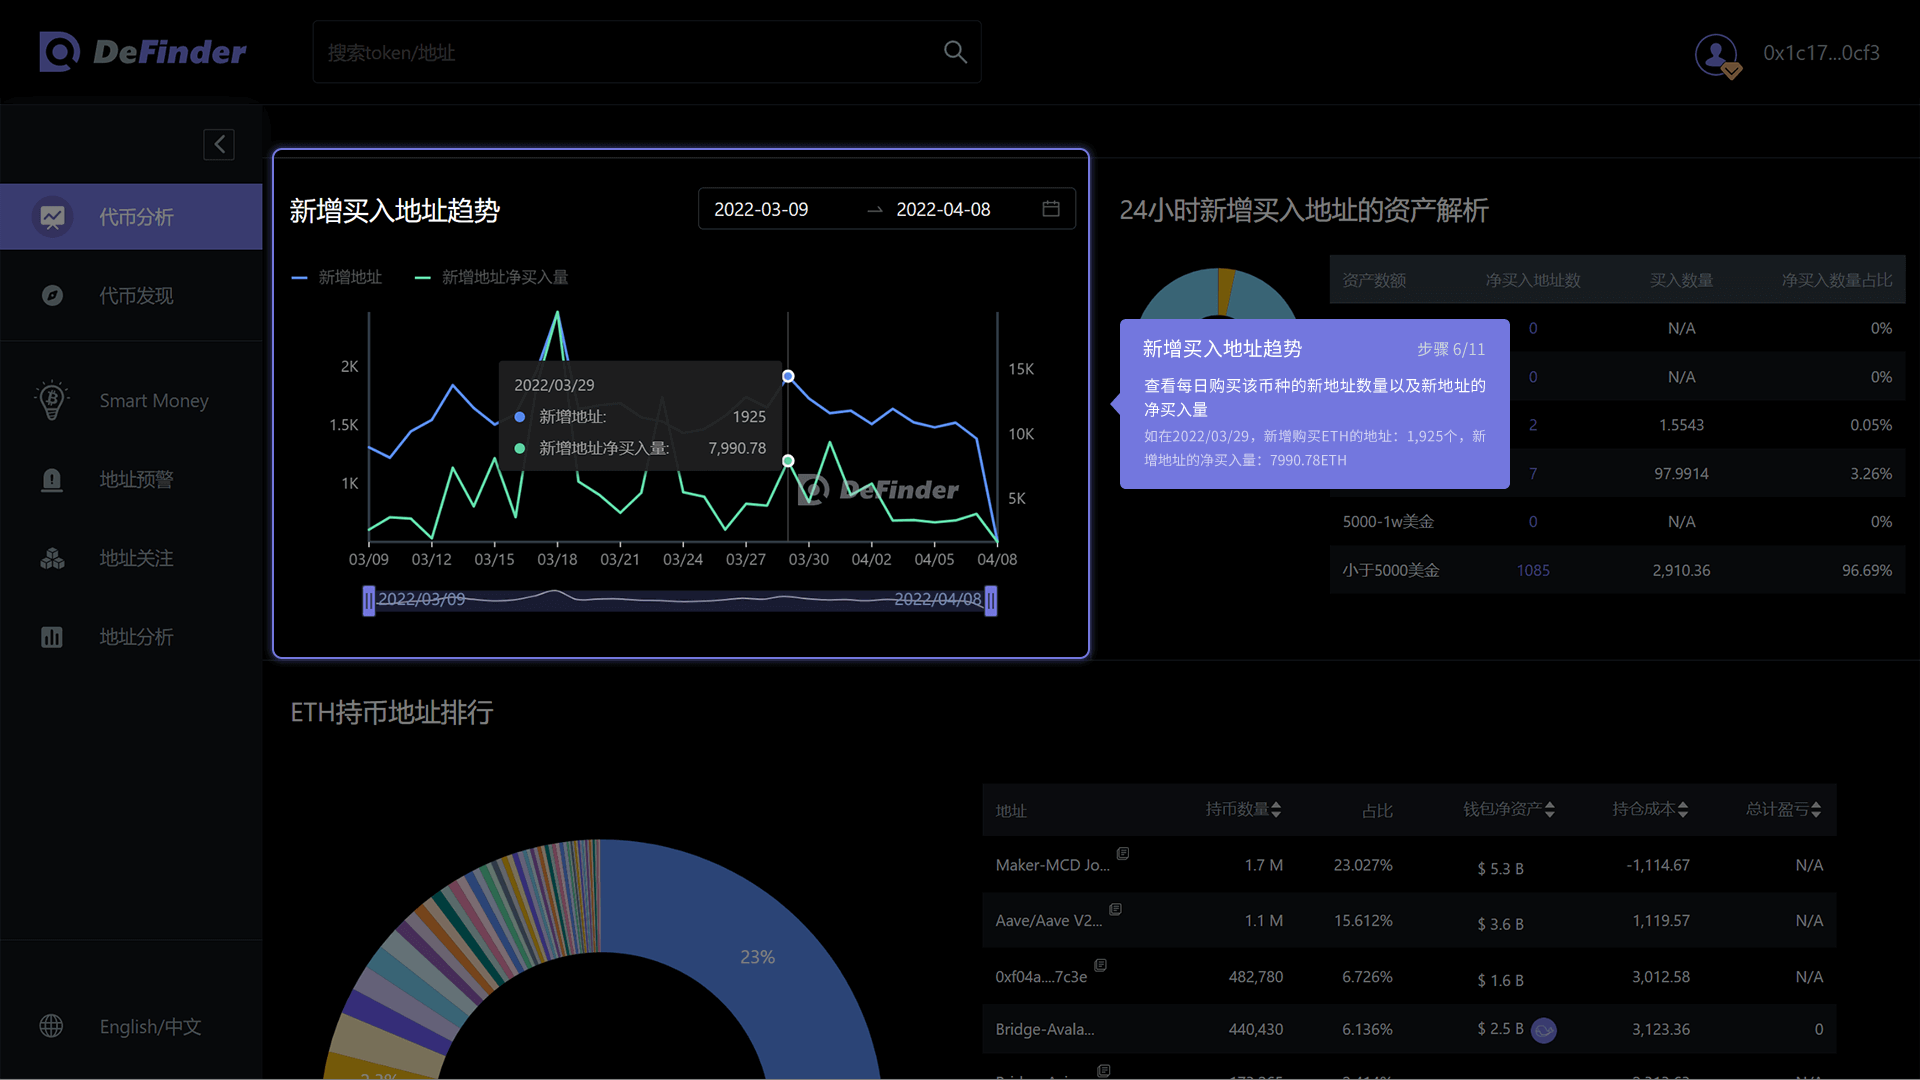 DeFinder
搜索token/地址
0x1c17...0cf3
代币分析
代币发现
Smart Money
地址预警
地址关注
地址分析
English/中文
新增买入地址趋势
2022-03-09 → 2022-04-08
新增地址 新增地址净买入量
2K
1.5K
1K
15K
10K
5K
2022/03/29
新增地址: 1925
新增地址净买入量: 7,990.78
DeFinder
03/09 03/12 03/15 03/18 03/21 03/24 03/27 03/30 04/02 04/05 04/08
2022/03/09 2022/04/08
24小时新增买入地址的资产解析
资产数额 净买入地址数 买入数量 净买入数量占比
0 N/A 0%
0 N/A 0%
2 1.5543 0.05%
7 97.9914 3.26%
5000-1w美金 0 N/A 0%
小于5000美金 1085 2,910.36 96.69%
新增买入地址趋势 步骤 6/11
查看每日购买该币种的新地址数量以及新地址的
净买入量
如在2022/03/29，新增购买ETH的地址：1,925个，新
增地址的净买入量：7990.78ETH
ETH持币地址排行
23%
地址 持币数量 占比 钱包净资产 持仓成本 总计盈亏
Maker-MCD Jo... 1.7 M 23.027% $ 5.3 B -1,114.67 N/A
Aave/Aave V2... 1.1 M 15.612% $ 3.6 B 1,119.57 N/A
0xf04a....7c3e 482,780 6.726% $ 1.6 B 3,012.58 N/A
Bridge-Avala... 440,430 6.136% $ 2.5 B 3,123.36 0